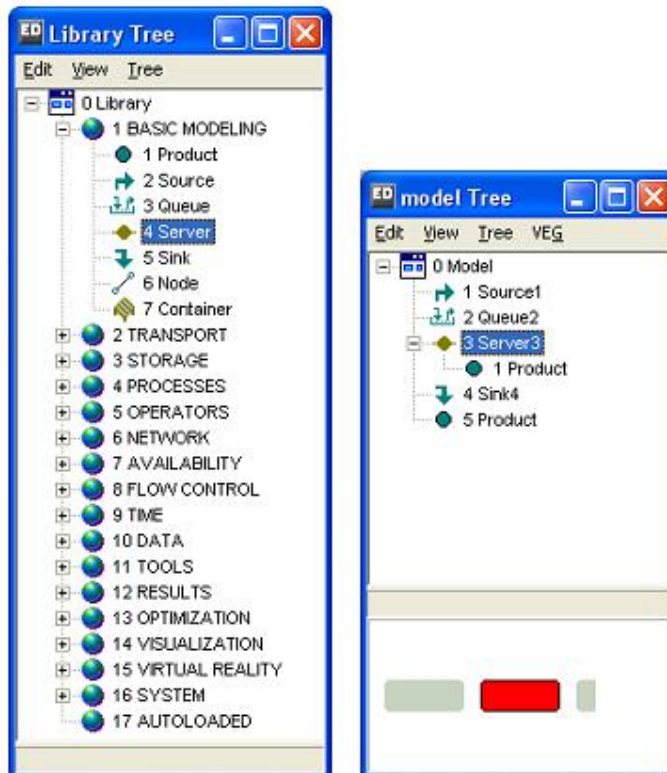 ED Library Tree
Edit View Tree
0 Library
1 BASIC MODELING
1 Product
2 Source
3 Queue
4 Server
5 Sink
6 Node
7 Container
2 TRANSPORT
3 STORAGE
4 PROCESSES
5 OPERATORS
6 NETWORK
7 AVAILABILITY
8 FLOW CONTROL
9 TIME
10 DATA
11 TOOLS
12 RESULTS
13 OPTIMIZATION
14 VISUALIZATION
15 VIRTUAL REALITY
16 SYSTEM
17 AUTOLOADED
ED model Tree
Edit View Tree VEG
0 Model
1 Source1
2 Queue2
3 Server3
1 Product
4 Sink4
5 Product